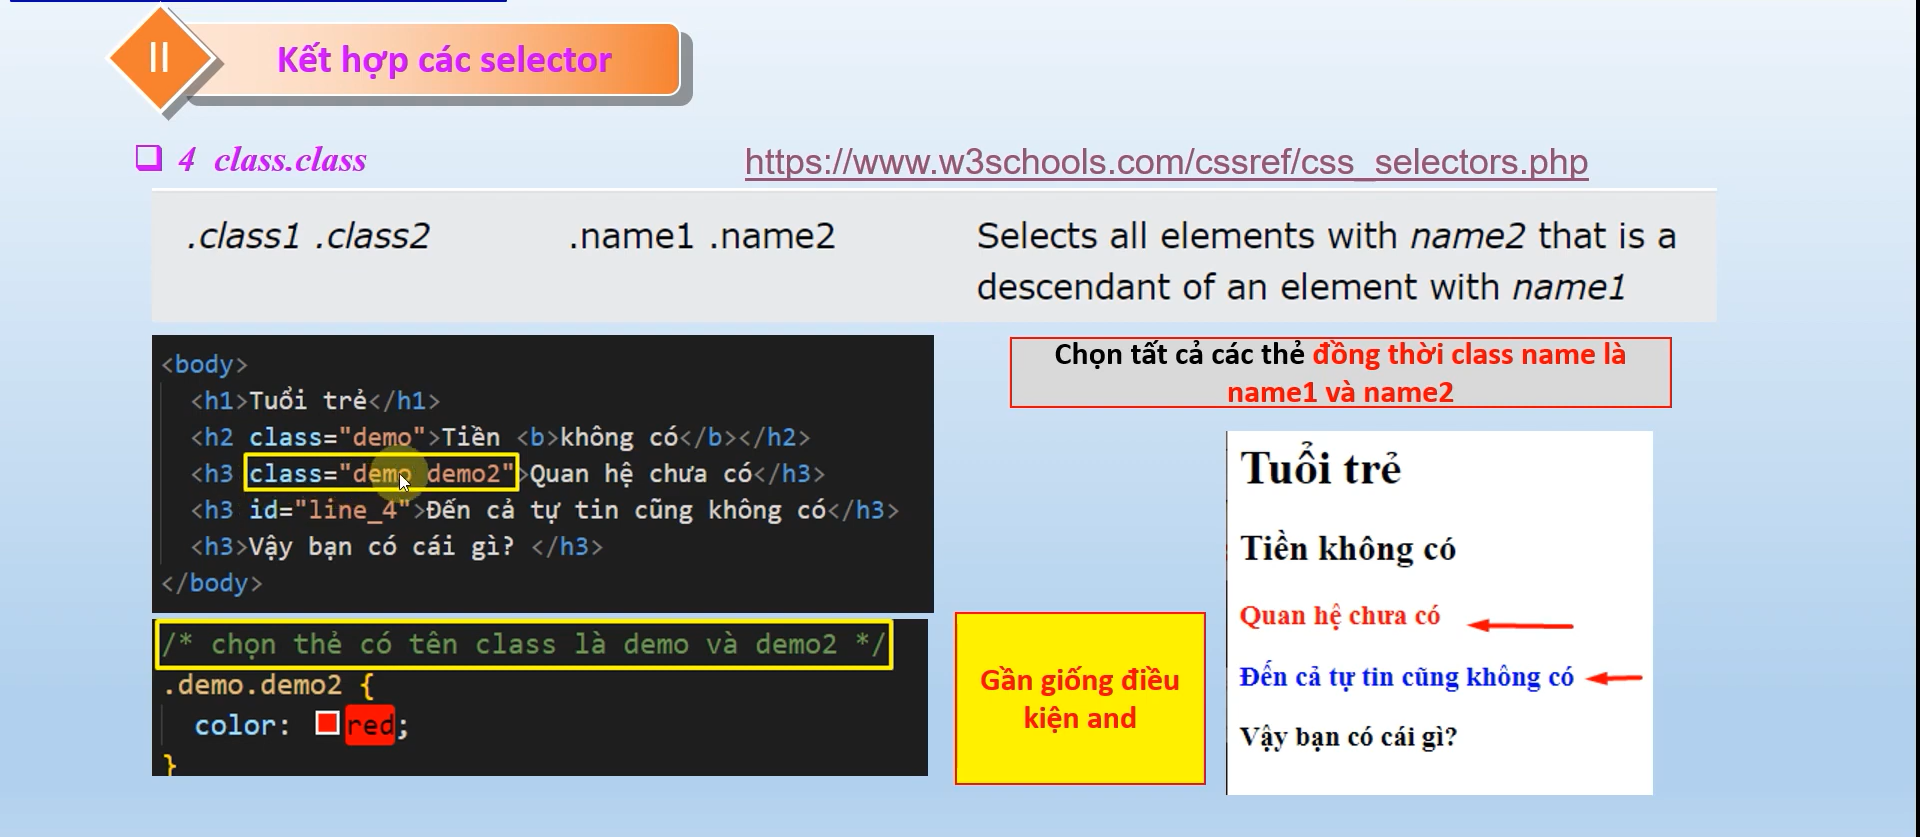 II
Kết hợp các selector
4 class.class
https://www.w3schools.com/cssref/css_selectors.php
.class1 .class2 .name1 .name2 Selects all elements with name2 that is a
descendant of an element with name1
<body>
<h1>Tuổi trẻ</h1>
<h2 class="demo">Tiền <b>không có</b></h2>
<h3 class="demo demo2">Quan hệ chưa có</h3>
<h3 id="line_4">Đến cả tự tin cũng không có</h3>
<h3>Vậy bạn có cái gì? </h3>
</body>
/* chọn thẻ có tên class là demo và demo2 */
.demo.demo2 {
color: red;
}
Chọn tất cả các thẻ đồng thời class name là
name1 và name2
Gần giống điều
kiện and
Tuổi trẻ
Tiền không có
Quan hệ chưa có
Đến cả tự tin cũng không có
Vậy bạn có cái gì?